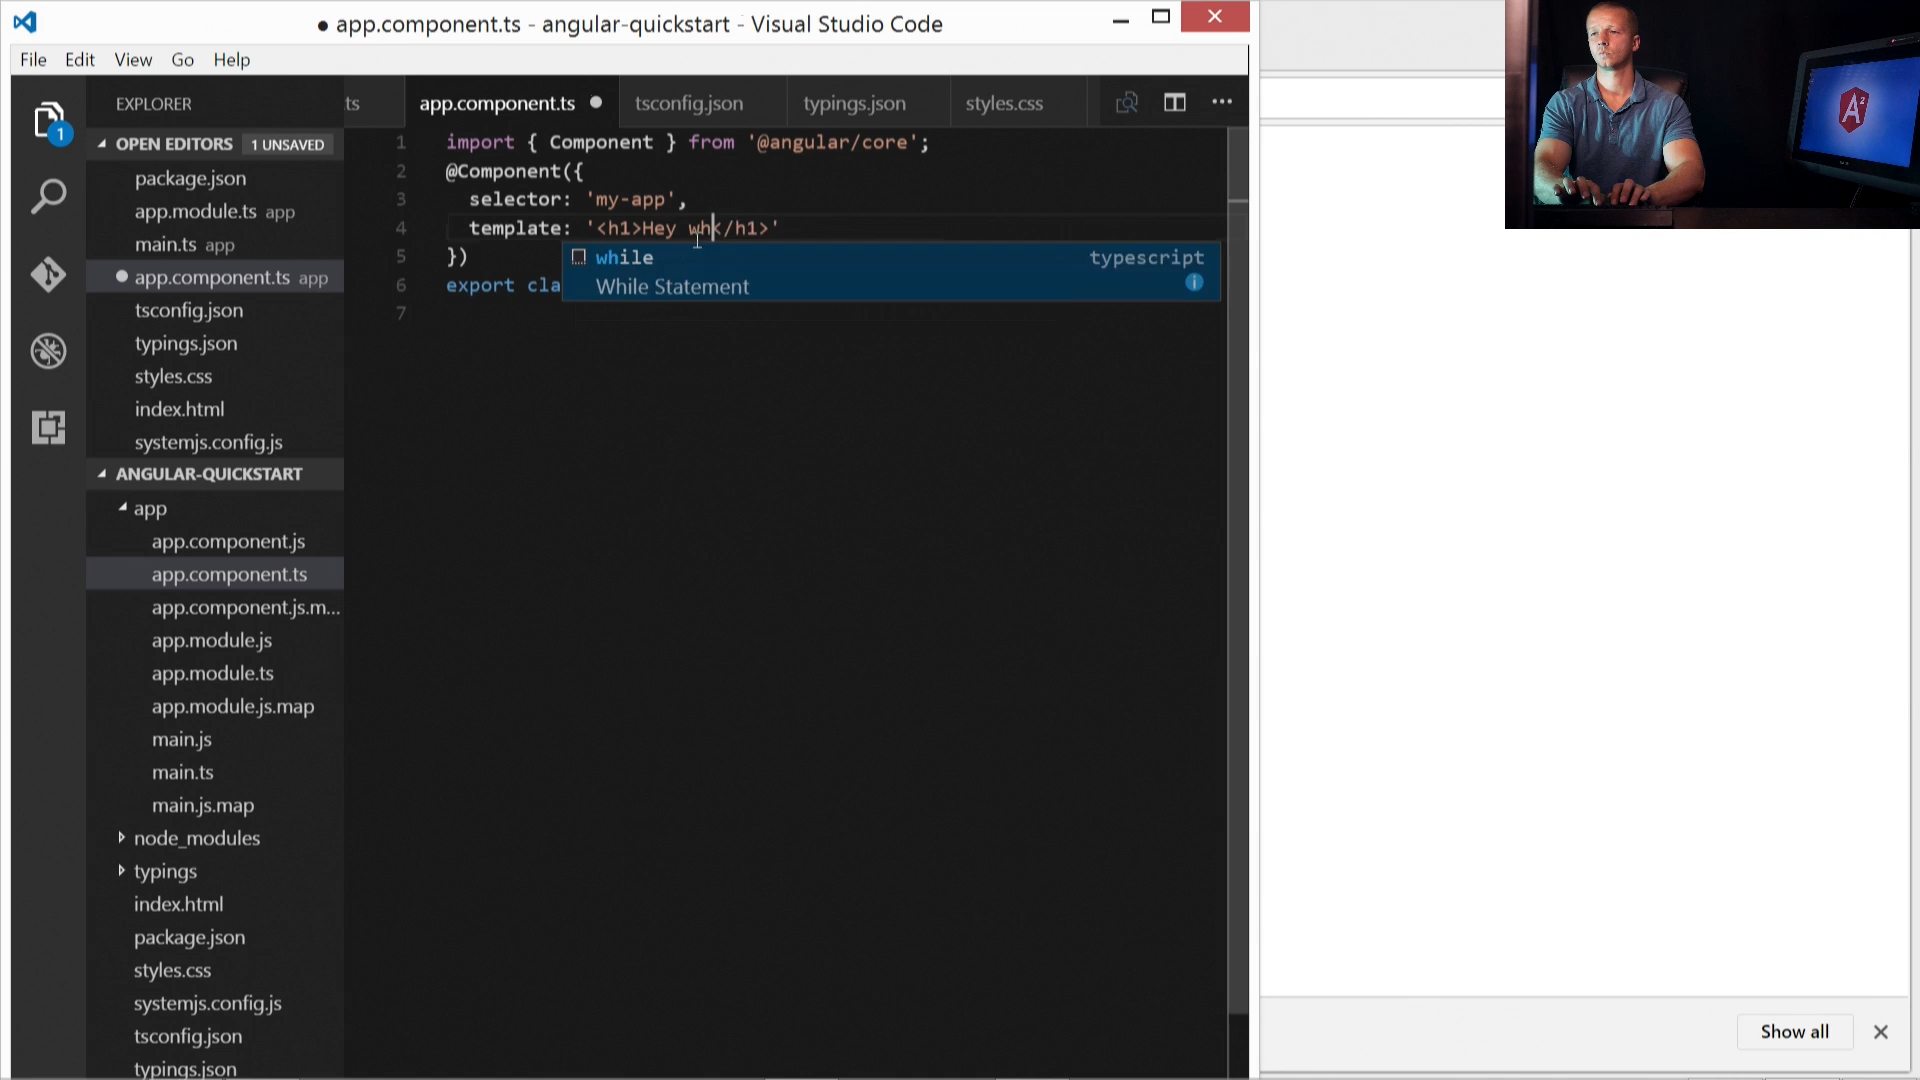 ● app.component.ts - angular-quickstart - Visual Studio Code
File Edit View Go Help
EXPLORER
OPEN EDITORS 1 UNSAVED
package.json
app.module.ts app
main.ts app
app.component.ts app
tsconfig.json
typings.json
styles.css
index.html
systemjs.config.js
ANGULAR-QUICKSTART
app
app.component.js
app.component.ts
app.component.js.m...
app.module.js
app.module.ts
app.module.js.map
main.js
main.ts
main.js.map
node_modules
typings
index.html
package.json
styles.css
systemjs.config.js
tsconfig.json
typings.json
1
ts app.component.ts tsconfig.json typings.json styles.css ...
1 import { Component } from '@angular/core';
2 @Component({
3 selector: 'my-app',
4 template: '<h1>Hey wh</h1>'
5 })
6 export cla
7
while typescript
While Statement
A2
Show all